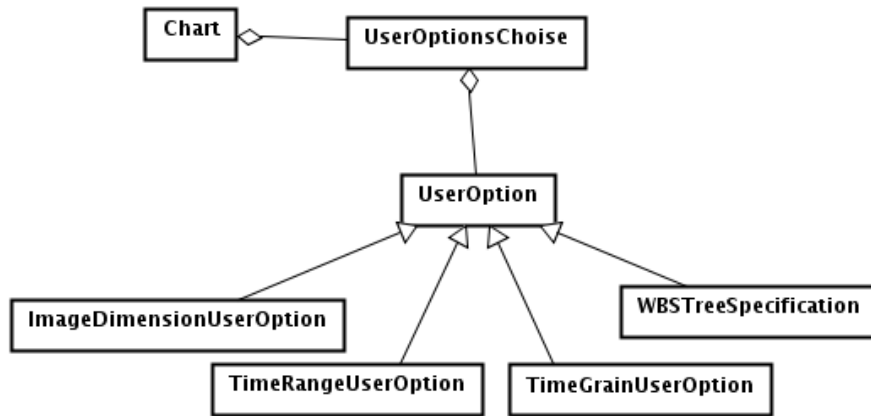 Chart
UserOptionsChoise
UserOption
ImageDimensionUserOption
WBSTreeSpecification
TimeRangeUserOption
TimeGrainUserOption